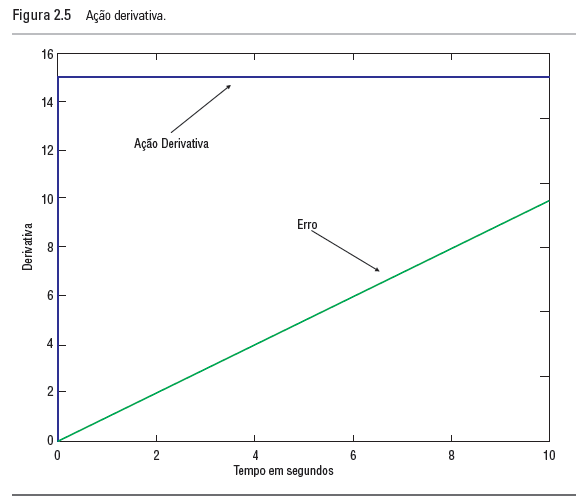 Figura 2.5 Ação derivativa.
16
14
12
10
8
6
4
2
0
Derivativa
Ação Derivativa
Erro
0 2 4 6 8 10
Tempo em segundos